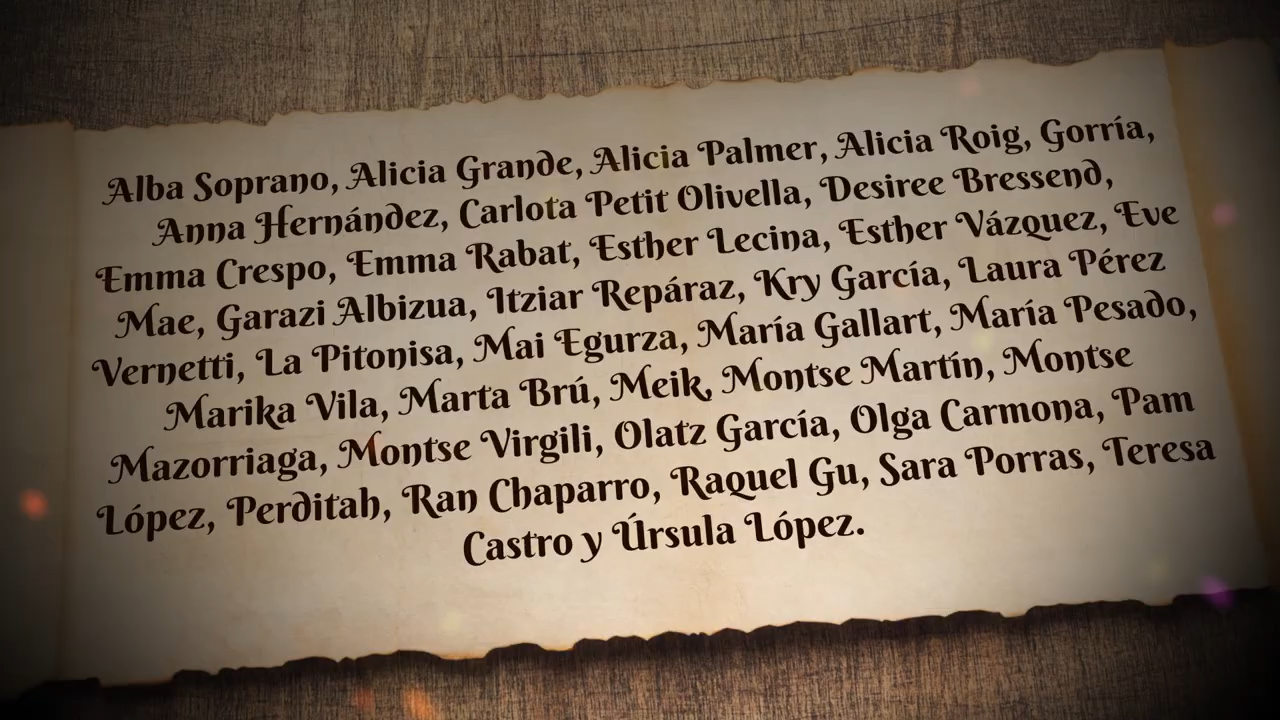 Alba Soprano, Alicia Grande, Alicia Palmer, Alicia Roig, Gorría,
Anna Hernández, Carlota Petit Olivella, Desiree Bressend,
Emma Crespo, Emma Rabat, Esther Lecina, Esther Vázquez, Eve
Mae, Garazi Albizua, Itziar Repáraz, Kry García, Laura Pérez
Vernetti, La Pitonisa, Mai Egurza, María Gallart, María Pesado,
Marika Vila, Marta Brú, Meik, Montse Martín, Montse
Mazorriaga, Montse Virgili, Olatz García, Olga Carmona, Pam
López, Perditah, Ran Chaparro, Raquel Gu, Sara Porras, Teresa
Castro y Úrsula López.